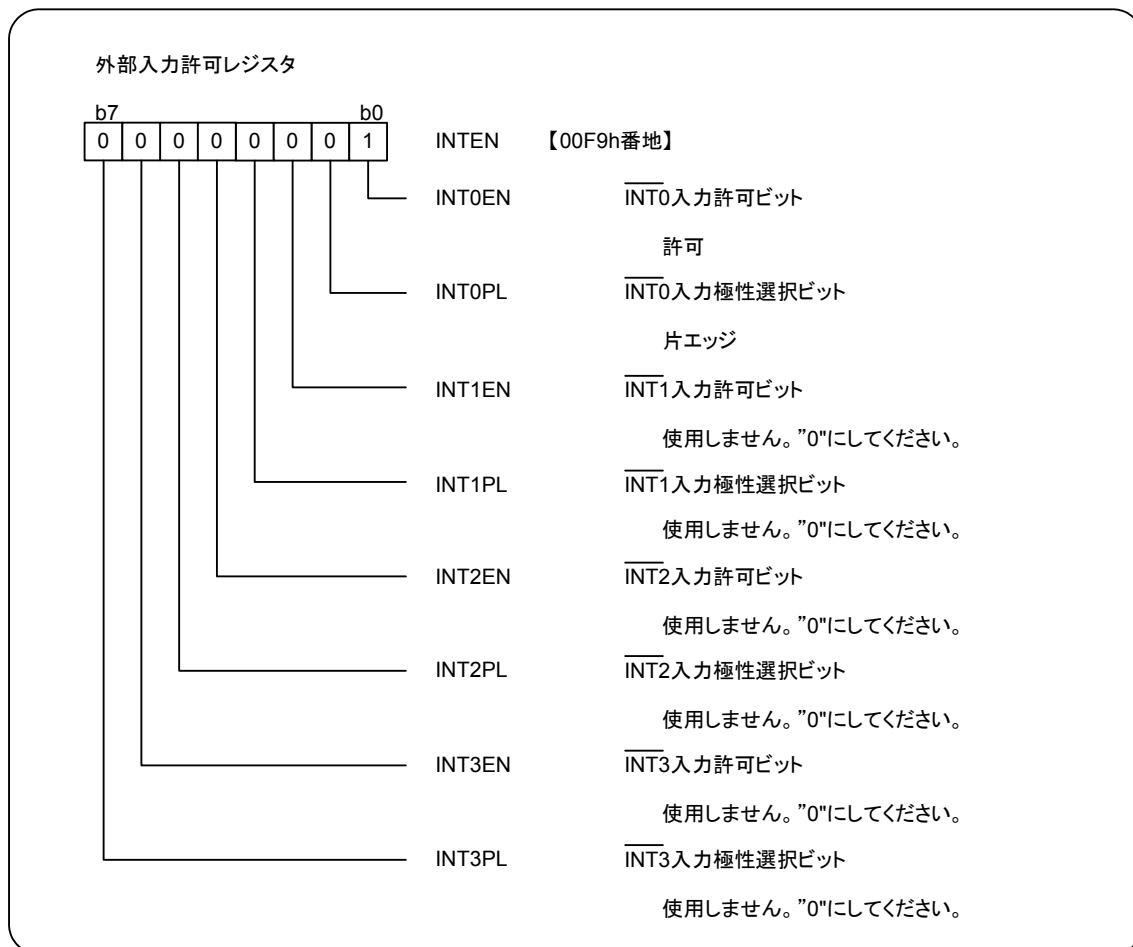 外部入力許可レジスタ
b7 b0
0 0 0 0 0 0 0 1 INTEN 【00F9h番地】
INT0EN INT0入力許可ビット
許可
INT0PL INT0入力極性選択ビット
片エッジ
INT1EN INT1入力許可ビット
使用しません。”0"にしてください。
INT1PL INT1入力極性選択ビット
使用しません。”0"にしてください。
INT2EN INT2入力許可ビット
使用しません。”0"にしてください。
INT2PL INT2入力極性選択ビット
使用しません。”0"にしてください。
INT3EN INT3入力許可ビット
使用しません。”0"にしてください。
INT3PL INT3入力極性選択ビット
使用しません。”0"にしてください。